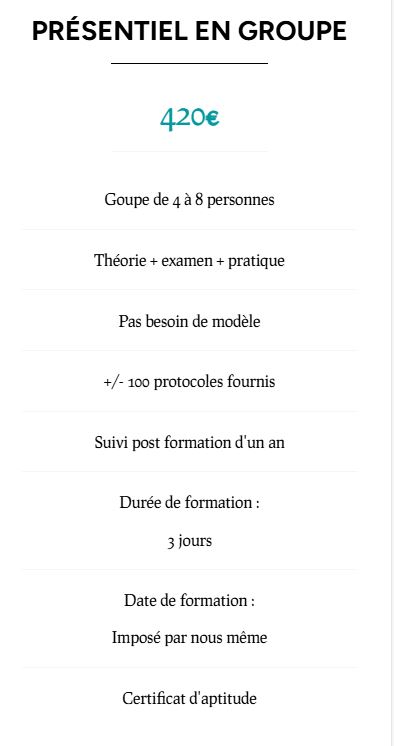 PRÉSENTIEL EN GROUPE
420€
Goupe de 4 à 8 personnes
Théorie + examen + pratique
Pas besoin de modèle
+/- 100 protocoles fournis
Suivi post formation d'un an
Durée de formation :
3 jours
Date de formation :
Imposé par nous même
Certificat d'aptitude